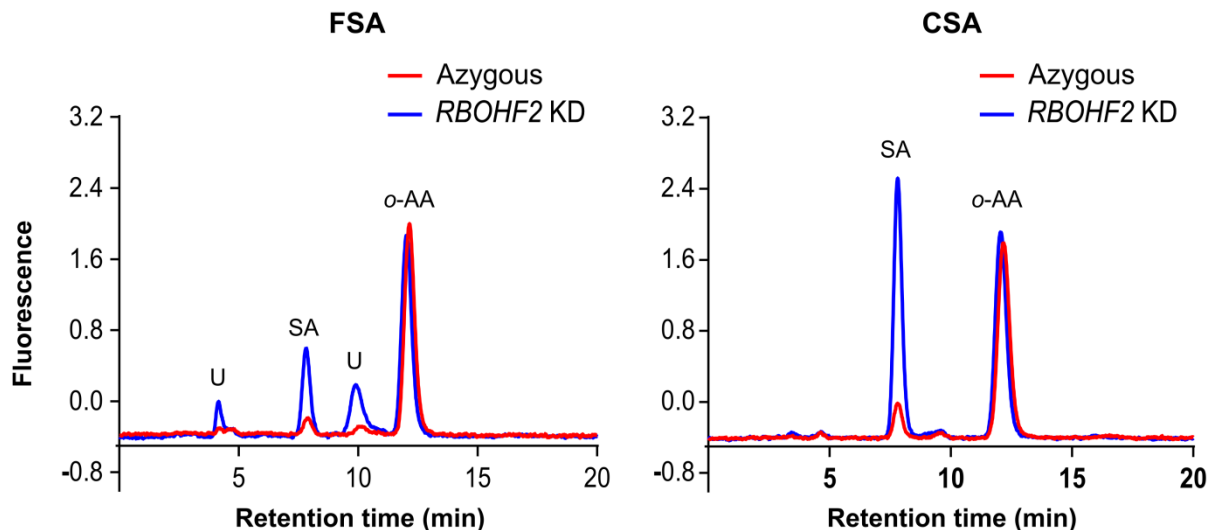 FSA
Azygous
RBOHF2 KD
3.2
2.4
1.6
0.8
0.0
-0.8
Fluorescence
U
SA
U
o-AA
5
10
15
20
Retention time (min)
CSA
Azygous
RBOHF2 KD
3.2
2.4
1.6
0.8
0.0
-0.8
SA
o-AA
5
10
15
20
Retention time (min)